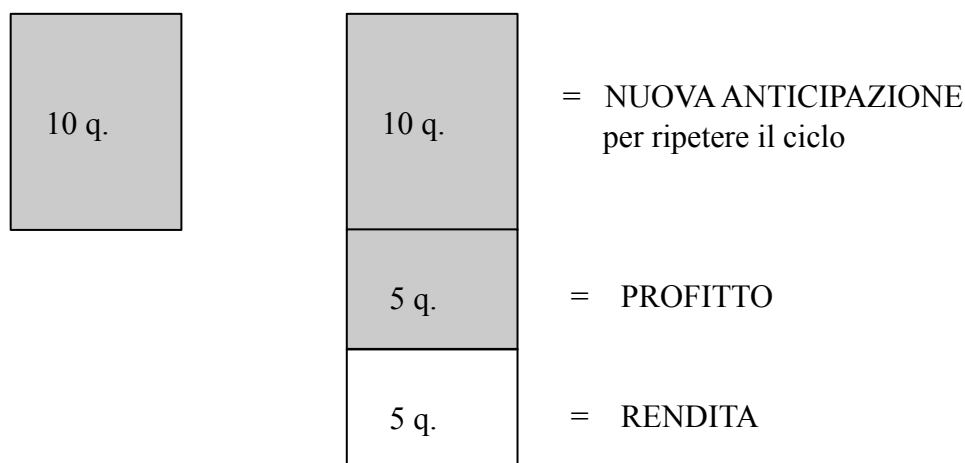 10 q.
10 q.
= NUOVA ANTICIPAZIONE
per ripetere il ciclo
5 q.
= PROFITTO
5 q.
= RENDITA